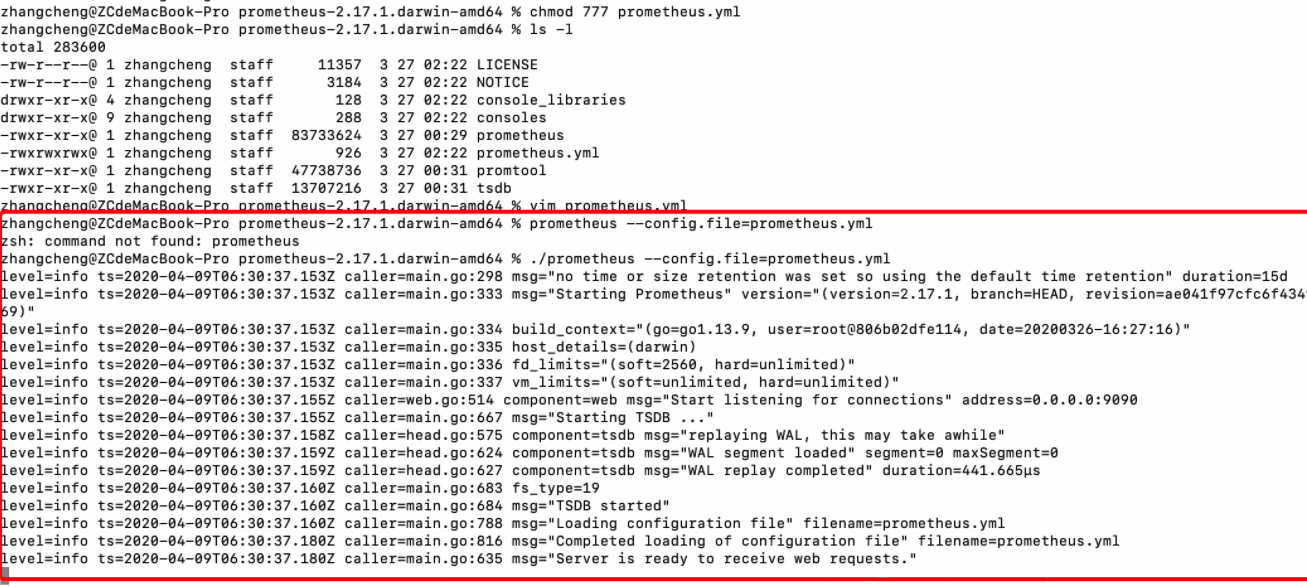 zhangcheng@ZCdeMacBook-Pro prometheus-2.17.1.darwin-amd64 % chmod 777 prometheus.yml
zhangcheng@ZCdeMacBook-Pro prometheus-2.17.1.darwin-amd64 % ls -l
total 283600
-rw-r--r--@ 1 zhangcheng  staff     11357  3 27 02:22 LICENSE
-rw-r--r--@ 1 zhangcheng  staff      3184  3 27 02:22 NOTICE
drwxr-xr-x@ 4 zhangcheng  staff       128  3 27 02:22 console_libraries
drwxr-xr-x@ 9 zhangcheng  staff       288  3 27 02:22 consoles
-rwxr-xr-x@ 1 zhangcheng  staff  83733624  3 27 00:29 prometheus
-rwxrwxrwx@ 1 zhangcheng  staff       926  3 27 02:22 prometheus.yml
-rwxr-xr-x@ 1 zhangcheng  staff  47738736  3 27 00:31 promtool
-rwxr-xr-x@ 1 zhangcheng  staff  13707216  3 27 00:31 tsdb
zhangcheng@ZCdeMacBook-Pro prometheus-2.17.1.darwin-amd64 % vim prometheus.yml
zhangcheng@ZCdeMacBook-Pro prometheus-2.17.1.darwin-amd64 % prometheus --config.file=prometheus.yml
zsh: command not found: prometheus
zhangcheng@ZCdeMacBook-Pro prometheus-2.17.1.darwin-amd64 % ./prometheus --config.file=prometheus.yml
level=info ts=2020-04-09T06:30:37.153Z caller=main.go:298 msg="no time or size retention was set so using the default time retention" duration=15d
level=info ts=2020-04-09T06:30:37.153Z caller=main.go:333 msg="Starting Prometheus" version="(version=2.17.1, branch=HEAD, revision=ae041f97cfc6f434
69)"
level=info ts=2020-04-09T06:30:37.153Z caller=main.go:334 build_context="(go=go1.13.9, user=root@806b02dfe114, date=20200326-16:27:16)"
level=info ts=2020-04-09T06:30:37.153Z caller=main.go:335 host_details=(darwin)
level=info ts=2020-04-09T06:30:37.153Z caller=main.go:336 fd_limits="(soft=2560, hard=unlimited)"
level=info ts=2020-04-09T06:30:37.153Z caller=main.go:337 vm_limits="(soft=unlimited, hard=unlimited)"
level=info ts=2020-04-09T06:30:37.155Z caller=web.go:514 component=web msg="Start listening for connections" address=0.0.0.0:9090
level=info ts=2020-04-09T06:30:37.155Z caller=main.go:667 msg="Starting TSDB ..."
level=info ts=2020-04-09T06:30:37.158Z caller=head.go:575 component=tsdb msg="replaying WAL, this may take awhile"
level=info ts=2020-04-09T06:30:37.159Z caller=head.go:624 component=tsdb msg="WAL segment loaded" segment=0 maxSegment=0
level=info ts=2020-04-09T06:30:37.159Z caller=head.go:627 component=tsdb msg="WAL replay completed" duration=441.665µs
level=info ts=2020-04-09T06:30:37.160Z caller=main.go:683 fs_type=19
level=info ts=2020-04-09T06:30:37.160Z caller=main.go:684 msg="TSDB started"
level=info ts=2020-04-09T06:30:37.160Z caller=main.go:788 msg="Loading configuration file" filename=prometheus.yml
level=info ts=2020-04-09T06:30:37.180Z caller=main.go:816 msg="Completed loading of configuration file" filename=prometheus.yml
level=info ts=2020-04-09T06:30:37.180Z caller=main.go:635 msg="Server is ready to receive web requests."